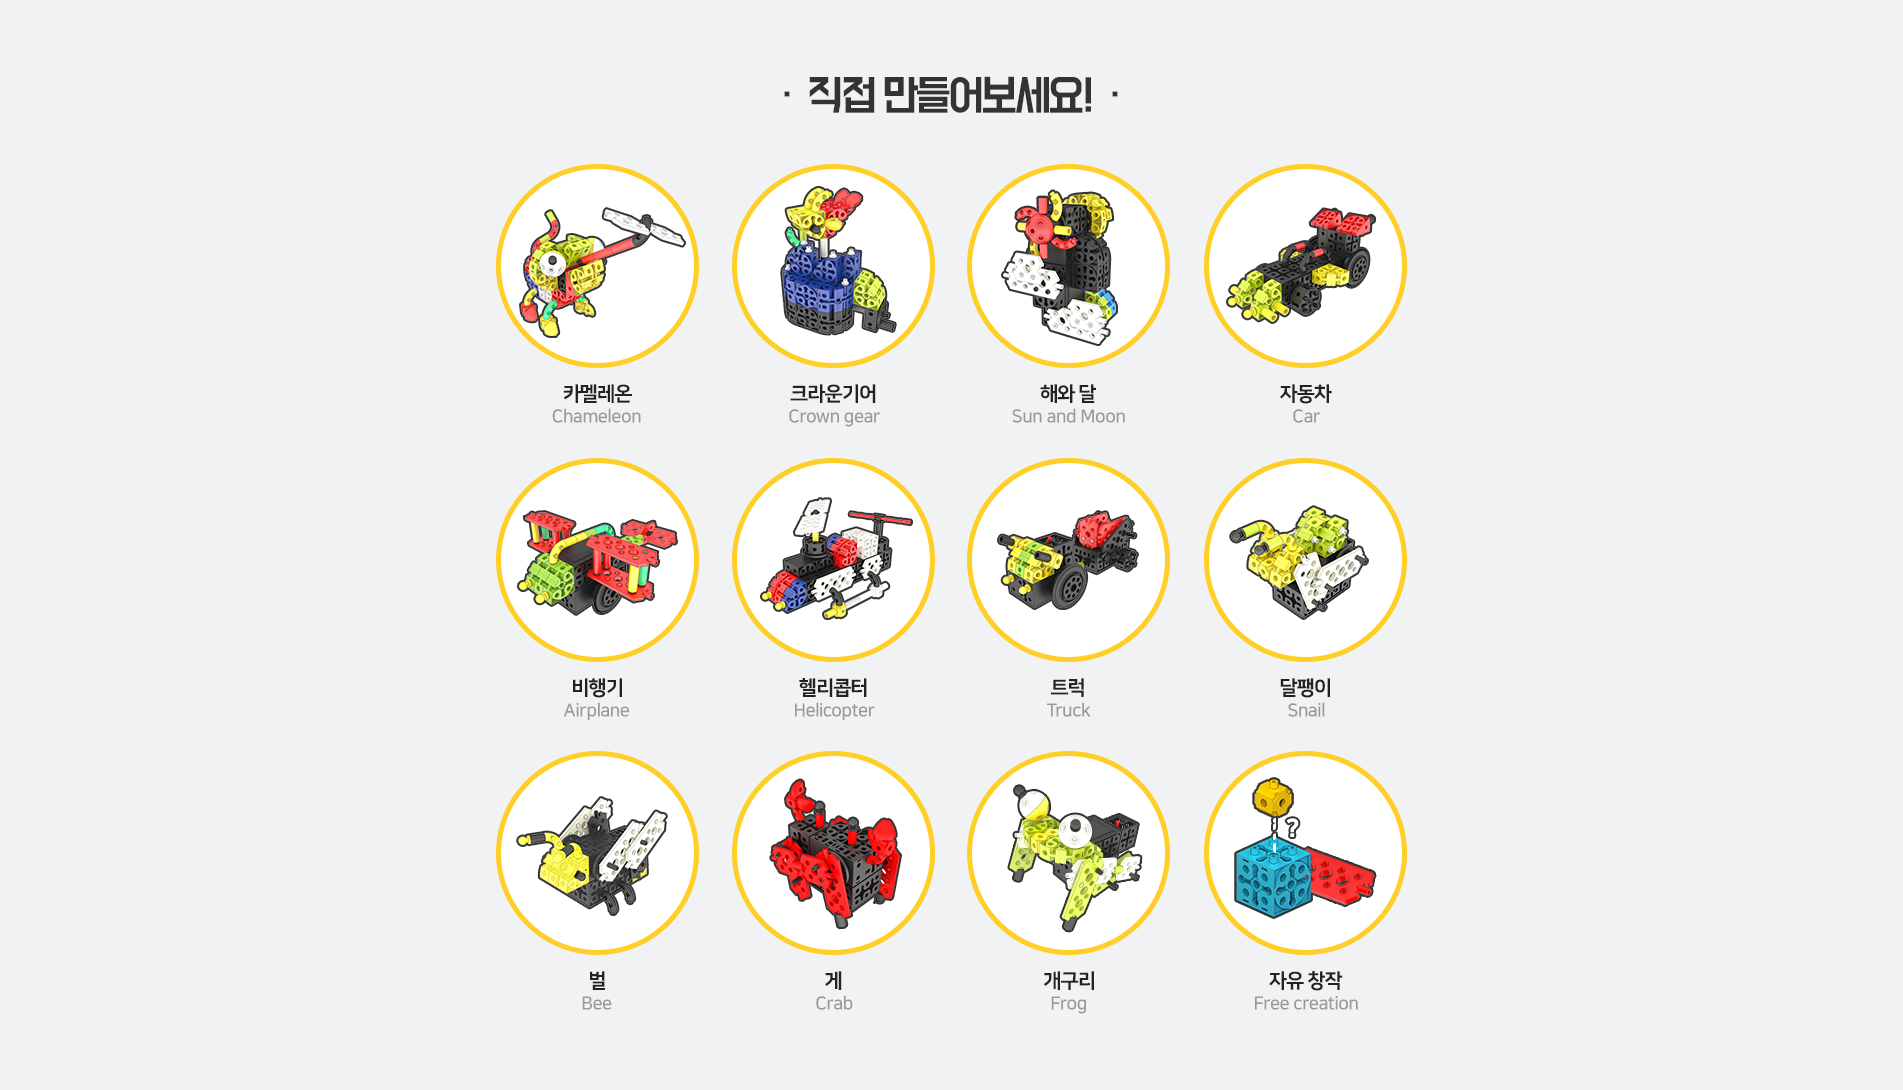 · 직접 만들어보세요! ·
카멜레온
Chameleon
크라운기어
Crown gear
해와 달
Sun and Moon
자동차
Car
비행기
Airplane
헬리콥터
Helicopter
트럭
Truck
달팽이
Snail
벌
Bee
게
Crab
개구리
Frog
?
자유 창작
Free creation